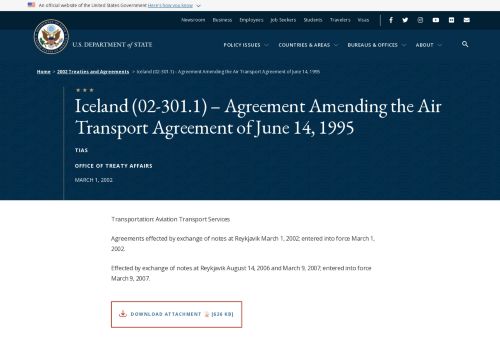 An official website of the United States Government Here's how you know
Newsroom Business Employers Job Seekers Students Travelers Visas
U.S. DEPARTMENT of STATE
POLICY ISSUES COUNTRIES & AREAS BUREAUS & OFFICES ABOUT
Home > 2002 Treaties and Agreements > Iceland (02-301.1) – Agreement Amending the Air Transport Agreement of June 14, 1995
Iceland (02-301.1) – Agreement Amending the Air
Transport Agreement of June 14, 1995
TIAS
OFFICE OF TREATY AFFAIRS
MARCH 1, 2002
Transportation: Aviation Transport Services
Agreements effected by exchange of notes at Reykjavik March 1, 2002; entered into force March 1,
2002.
Effected by exchange of notes at Reykjavik August 14, 2006 and March 9, 2007; entered into force
March 9, 2007.
DOWNLOAD ATTACHMENT [626 KB]